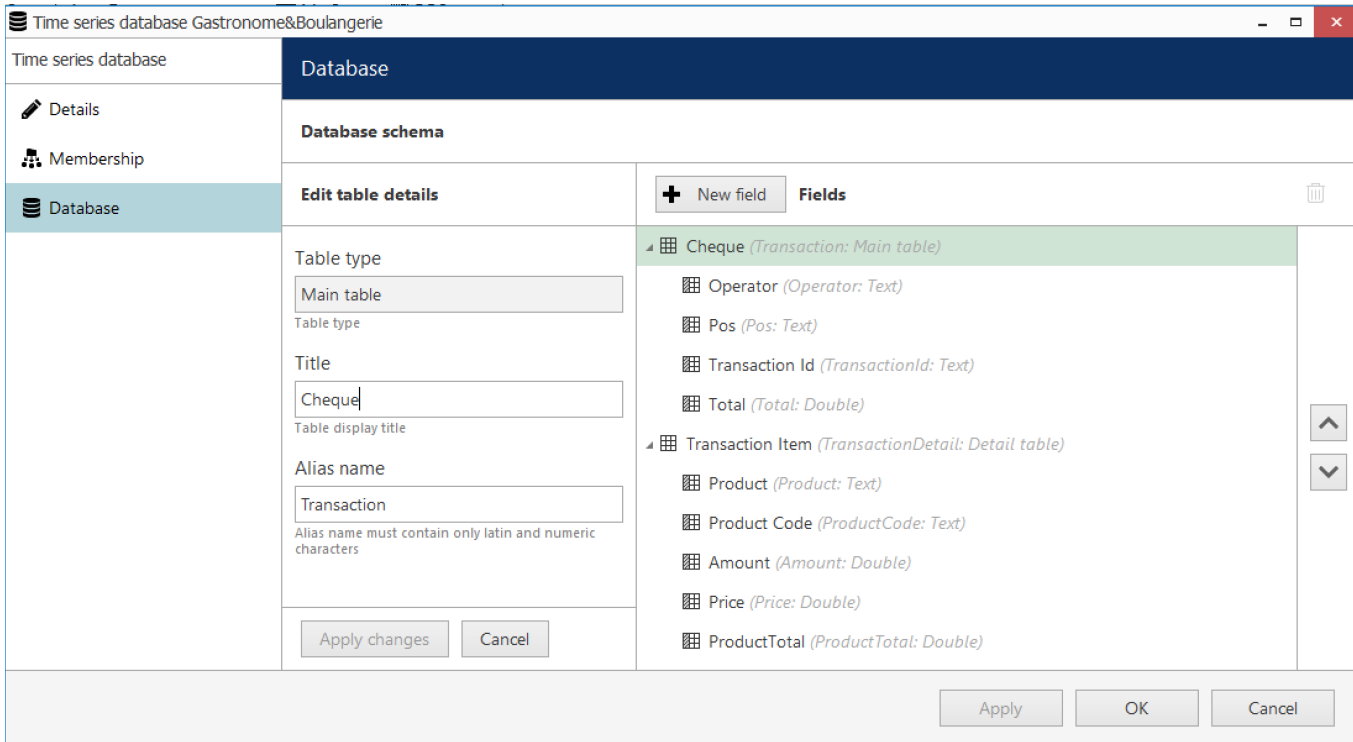 Time series database Gastronome&Boulangerie
Time series database
Details
Membership
Database
Database
Database schema
Edit table details
Table type
Main table
Table type
Title
Cheque
Table display title
Alias name
Transaction
Alias name must contain only latin and numeric
characters
Apply changes
Cancel
New field
Fields
Cheque (Transaction: Main table)
Operator (Operator: Text)
Pos (Pos: Text)
Transaction Id (TransactionId: Text)
Total (Total: Double)
Transaction Item (TransactionDetail: Detail table)
Product (Product: Text)
Product Code (ProductCode: Text)
Amount (Amount: Double)
Price (Price: Double)
ProductTotal (ProductTotal: Double)
Apply
OK
Cancel